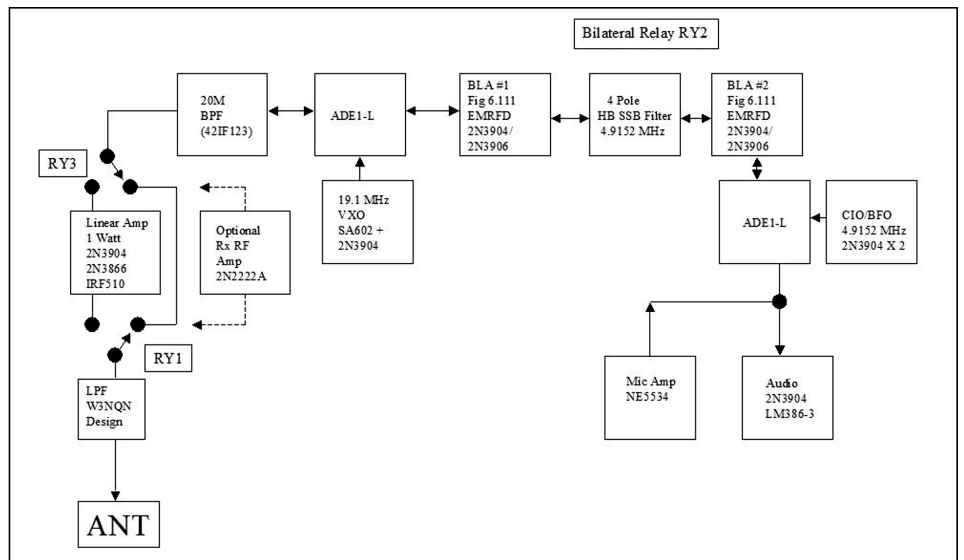 Bilateral Relay RY2
20M
BPF
(42IF123)
ADE1-L
BLA #1
Fig 6.111
EMRFD
2N3904/
2N3906
4 Pole
HB SSB Filter
4.9152 MHz
BLA #2
Fig 6.111
EMRFD
2N3904/
2N3906
RY3
Linear Amp
1 Watt
2N3904
2N3866
IRF510
Optional
Rx RF
Amp
2N2222A
19.1 MHz
VXO
SA602 +
2N3904
ADE1-L
CIO/BFO
4.9152 MHz
2N3904 X 2
RY1
LPF
W3NQN
Design
Mic Amp
NE5534
Audio
2N3904
LM386-3
ANT